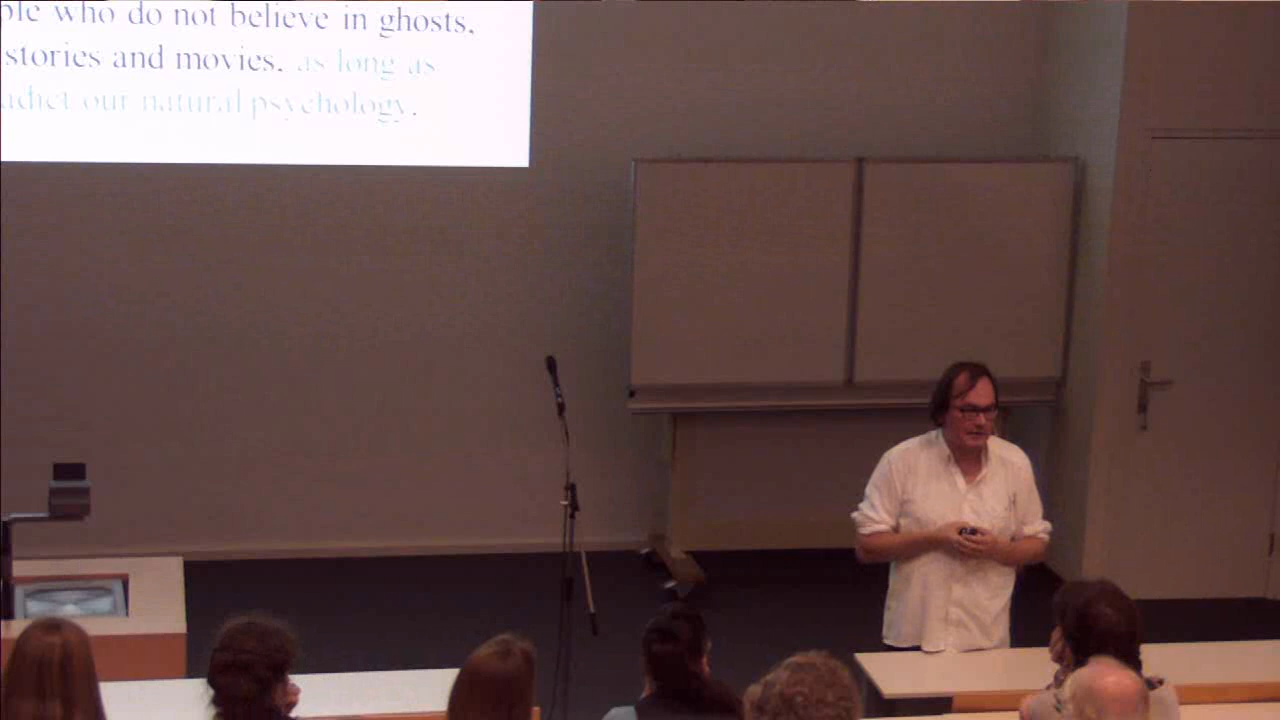 ple who do not believe in ghosts,
stories and movies, as long as
adict our natural psychology.